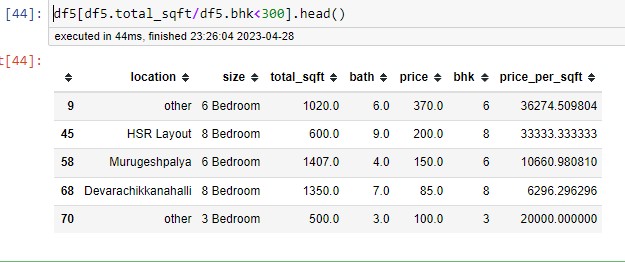 [44]: df5[df5.total_sqft/df5.bhk<300].head()
executed in 44ms, finished 23:26:04 2023-04-28
t[44]:
location size total_sqft bath price bhk price_per_sqft
9 other 6 Bedroom 1020.0 6.0 370.0 6 36274.509804
45 HSR Layout 8 Bedroom 600.0 9.0 200.0 8 33333.333333
58 Murugeshpalya 6 Bedroom 1407.0 4.0 150.0 6 10660.980810
68 Devarachikkanahalli 8 Bedroom 1350.0 7.0 85.0 8 6296.296296
70 other 3 Bedroom 500.0 3.0 100.0 3 20000.000000